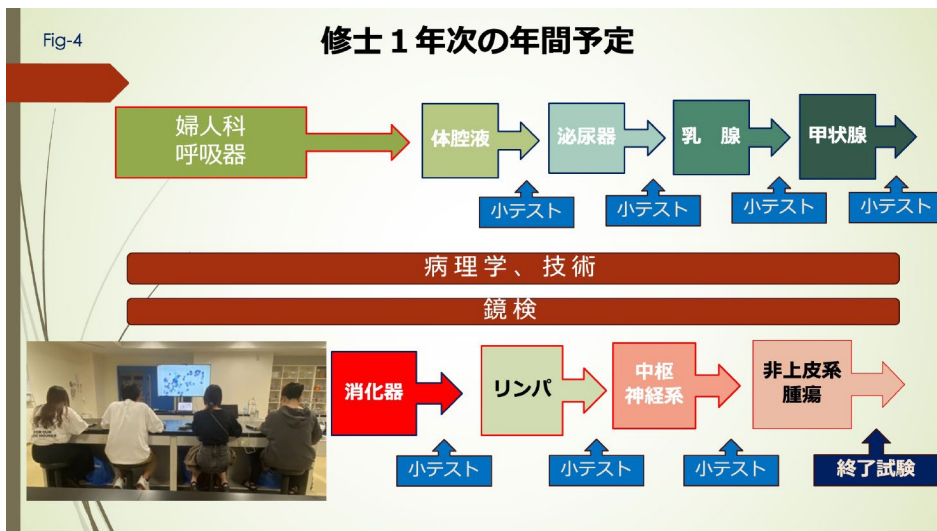 Fig-4
修士１年次の年間予定
婦人科
呼吸器
体腔液
泌尿器
乳　腺
甲状腺
小テスト
小テスト
小テスト
小テスト
病理学、技術
鏡検
消化器
リンパ
中枢
神経系
非上皮系
腫瘍
小テスト
小テスト
小テスト
終了試験